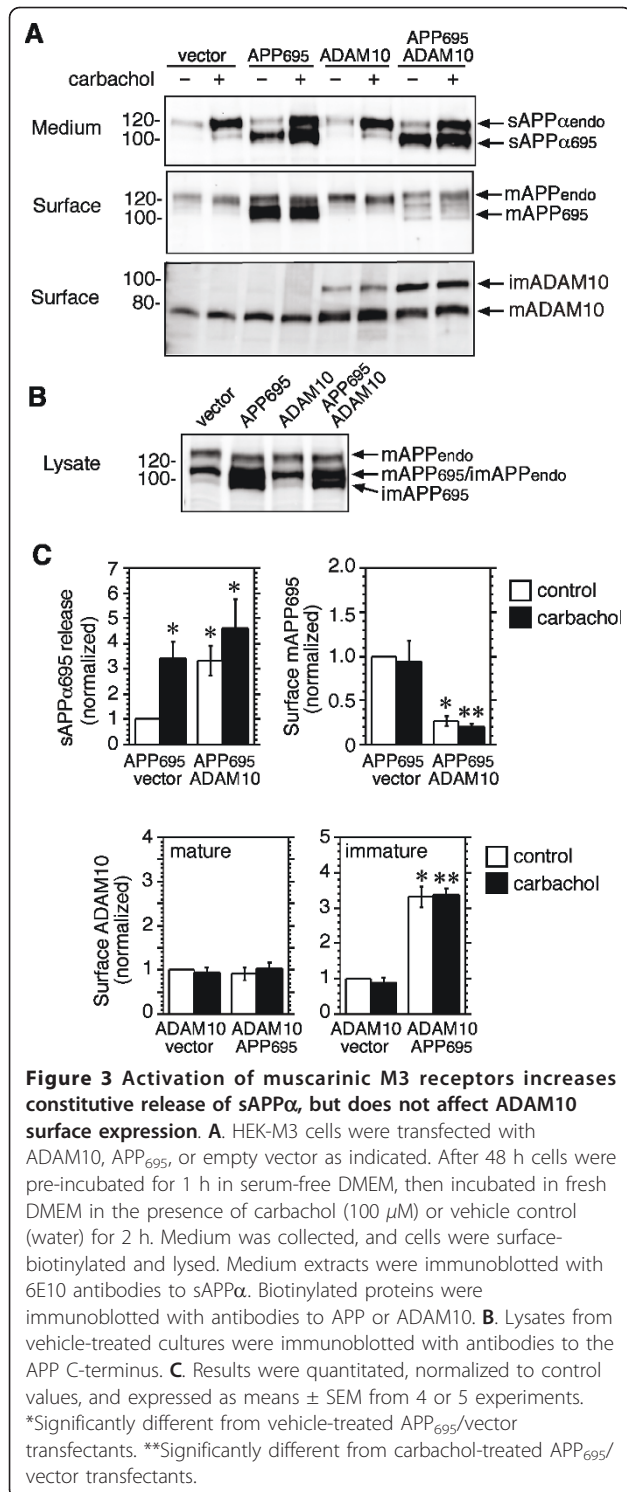 A
vector APP695 ADAM10 APP695 ADAM10
carbachol − + − + − + − +
Medium 120- 100- sAPPαendo sAPPα695
Surface 120- 100- mAPPendo mAPP695
Surface 100- 80- imADAM10 mADAM10
B
vector APP695 ADAM10 APP695 ADAM10
Lysate 120- 100- mAPPendo mAPP695/imAPPendo imAPP695
C
sAPPα695 release (normalized)
7
6
5
4
3
2
1
0
* * *
APP695 vector APP695 ADAM10
Surface mAPP695 (normalized)
2.0
1.5
1.0
0.5
0
* **
APP695 vector APP695 ADAM10
control
carbachol
Surface ADAM10 (normalized)
4
3
2
1
0
mature
ADAM10 vector ADAM10 APP695
5
4
3
2
1
0
immature
* **
ADAM10 vector ADAM10 APP695
control
carbachol
Figure 3 Activation of muscarinic M3 receptors increases
constitutive release of sAPPα, but does not affect ADAM10
surface expression. A. HEK-M3 cells were transfected with
ADAM10, APP695, or empty vector as indicated. After 48 h cells were
pre-incubated for 1 h in serum-free DMEM, then incubated in fresh
DMEM in the presence of carbachol (100 μM) or vehicle control
(water) for 2 h. Medium was collected, and cells were surface-
biotinylated and lysed. Medium extracts were immunoblotted with
6E10 antibodies to sAPPα. Biotinylated proteins were
immunoblotted with antibodies to APP or ADAM10. B. Lysates from
vehicle-treated cultures were immunoblotted with antibodies to the
APP C-terminus. C. Results were quantitated, normalized to control
values, and expressed as means ± SEM from 4 or 5 experiments.
*Significantly different from vehicle-treated APP695/vector
transfectants. **Significantly different from carbachol-treated APP695/
vector transfectants.